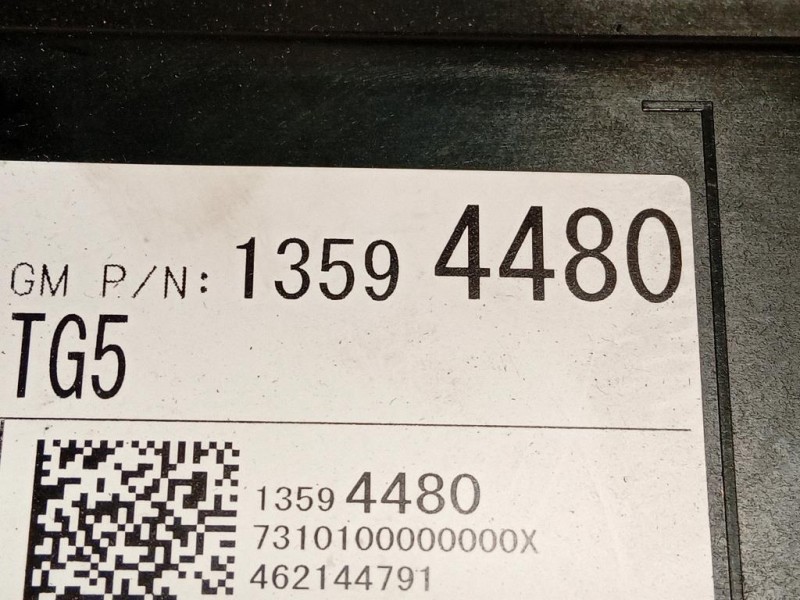 GM P/N: 1359 4480
TG5
1359 4480
7310100000000X
462144791